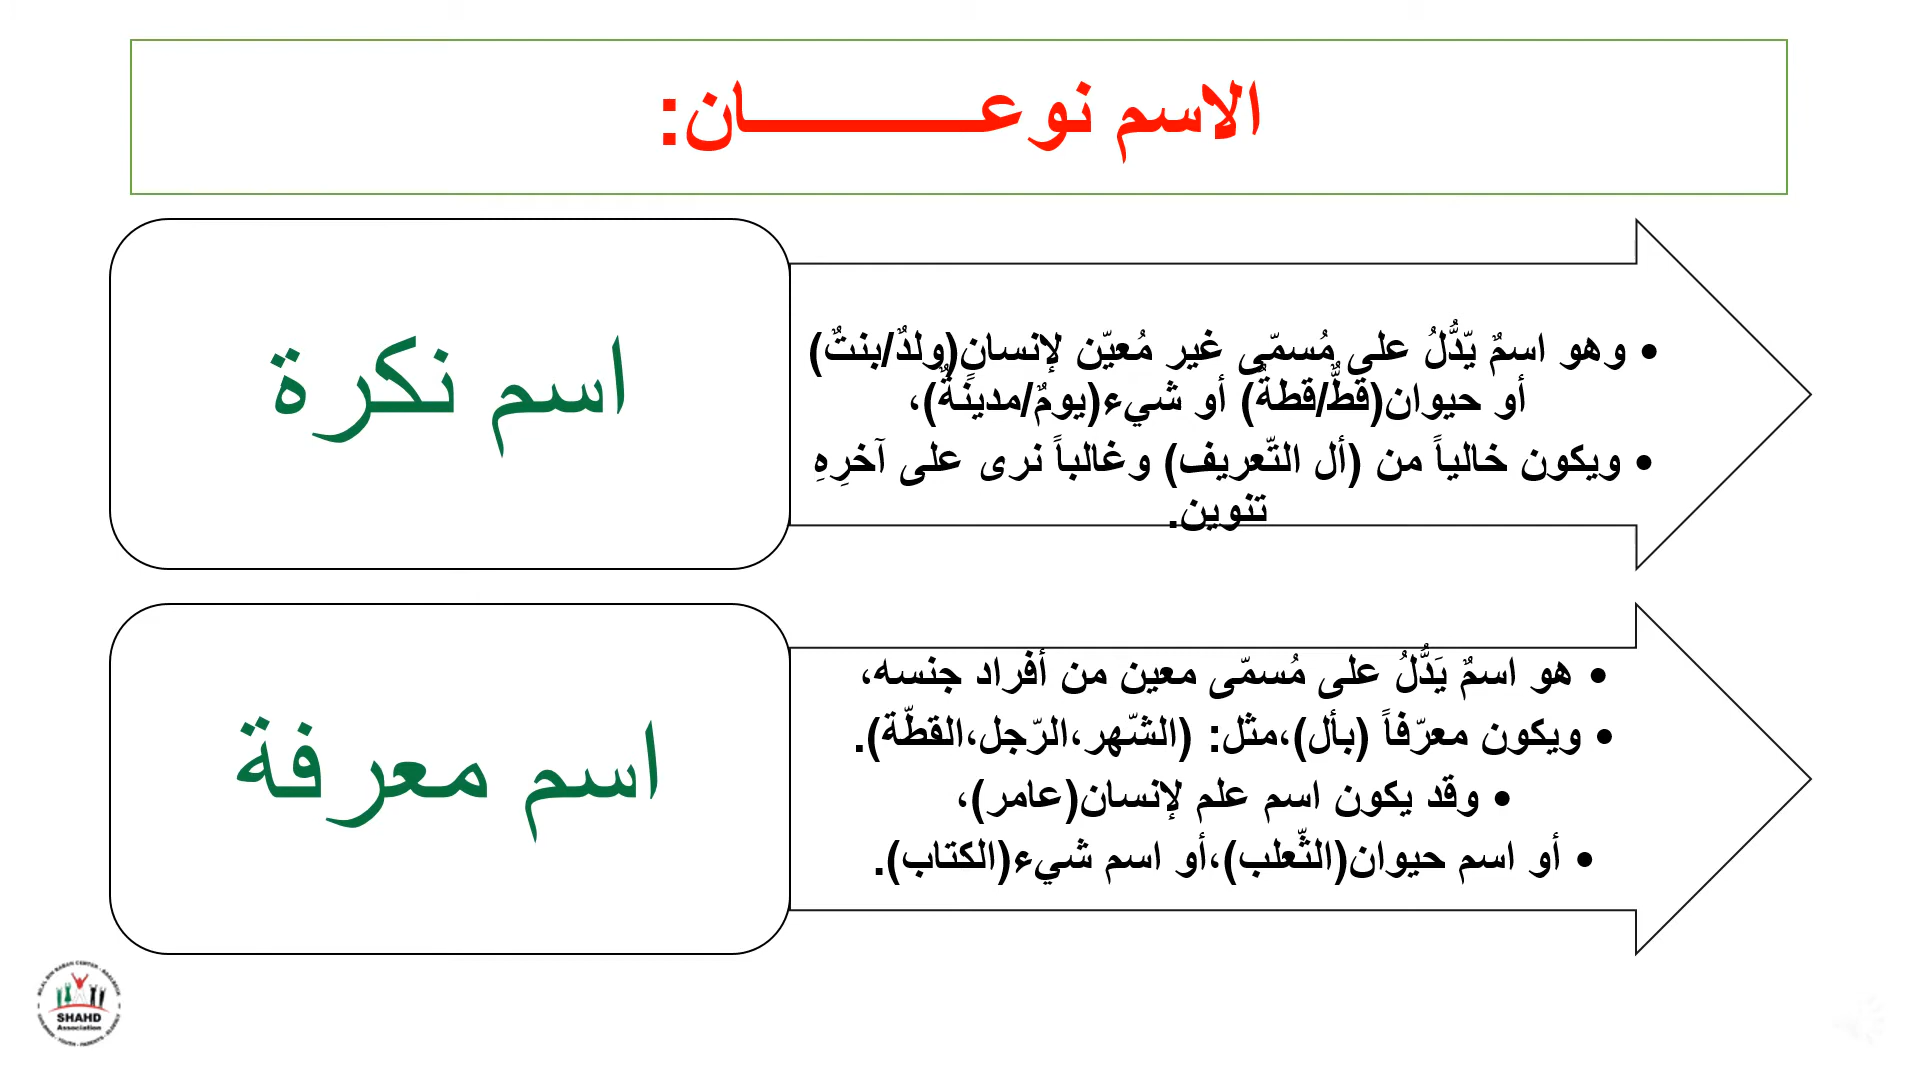 الاسم نوعـــــــــــان:
اسم نكرة
• وهو اسمٌ يّدُّلُ على مُسمّى غير مُعيّن لإنسانٍ(ولدٌ/بنتٌ)
أو حيوان(قطٌّ/قطةٌ) أو شيء(يومٌ/مدينةٌ)،
• ويكون خالياً من (أل التّعريف) وغالباً نرى على آخرِهِ
تنوين.
اسم معرفة
• هو اسمٌ يَدُّلُ على مُسمّى معين من أفراد جنسه،
• ويكون معرّفاً (بأل)،مثل: (الشّهر،الرّجل،القطّة).
• وقد يكون اسم علم لإنسان(عامر)،
• أو اسم حيوان(الثّعلب)،أو اسم شيء(الكتاب).
SHAHD
Association